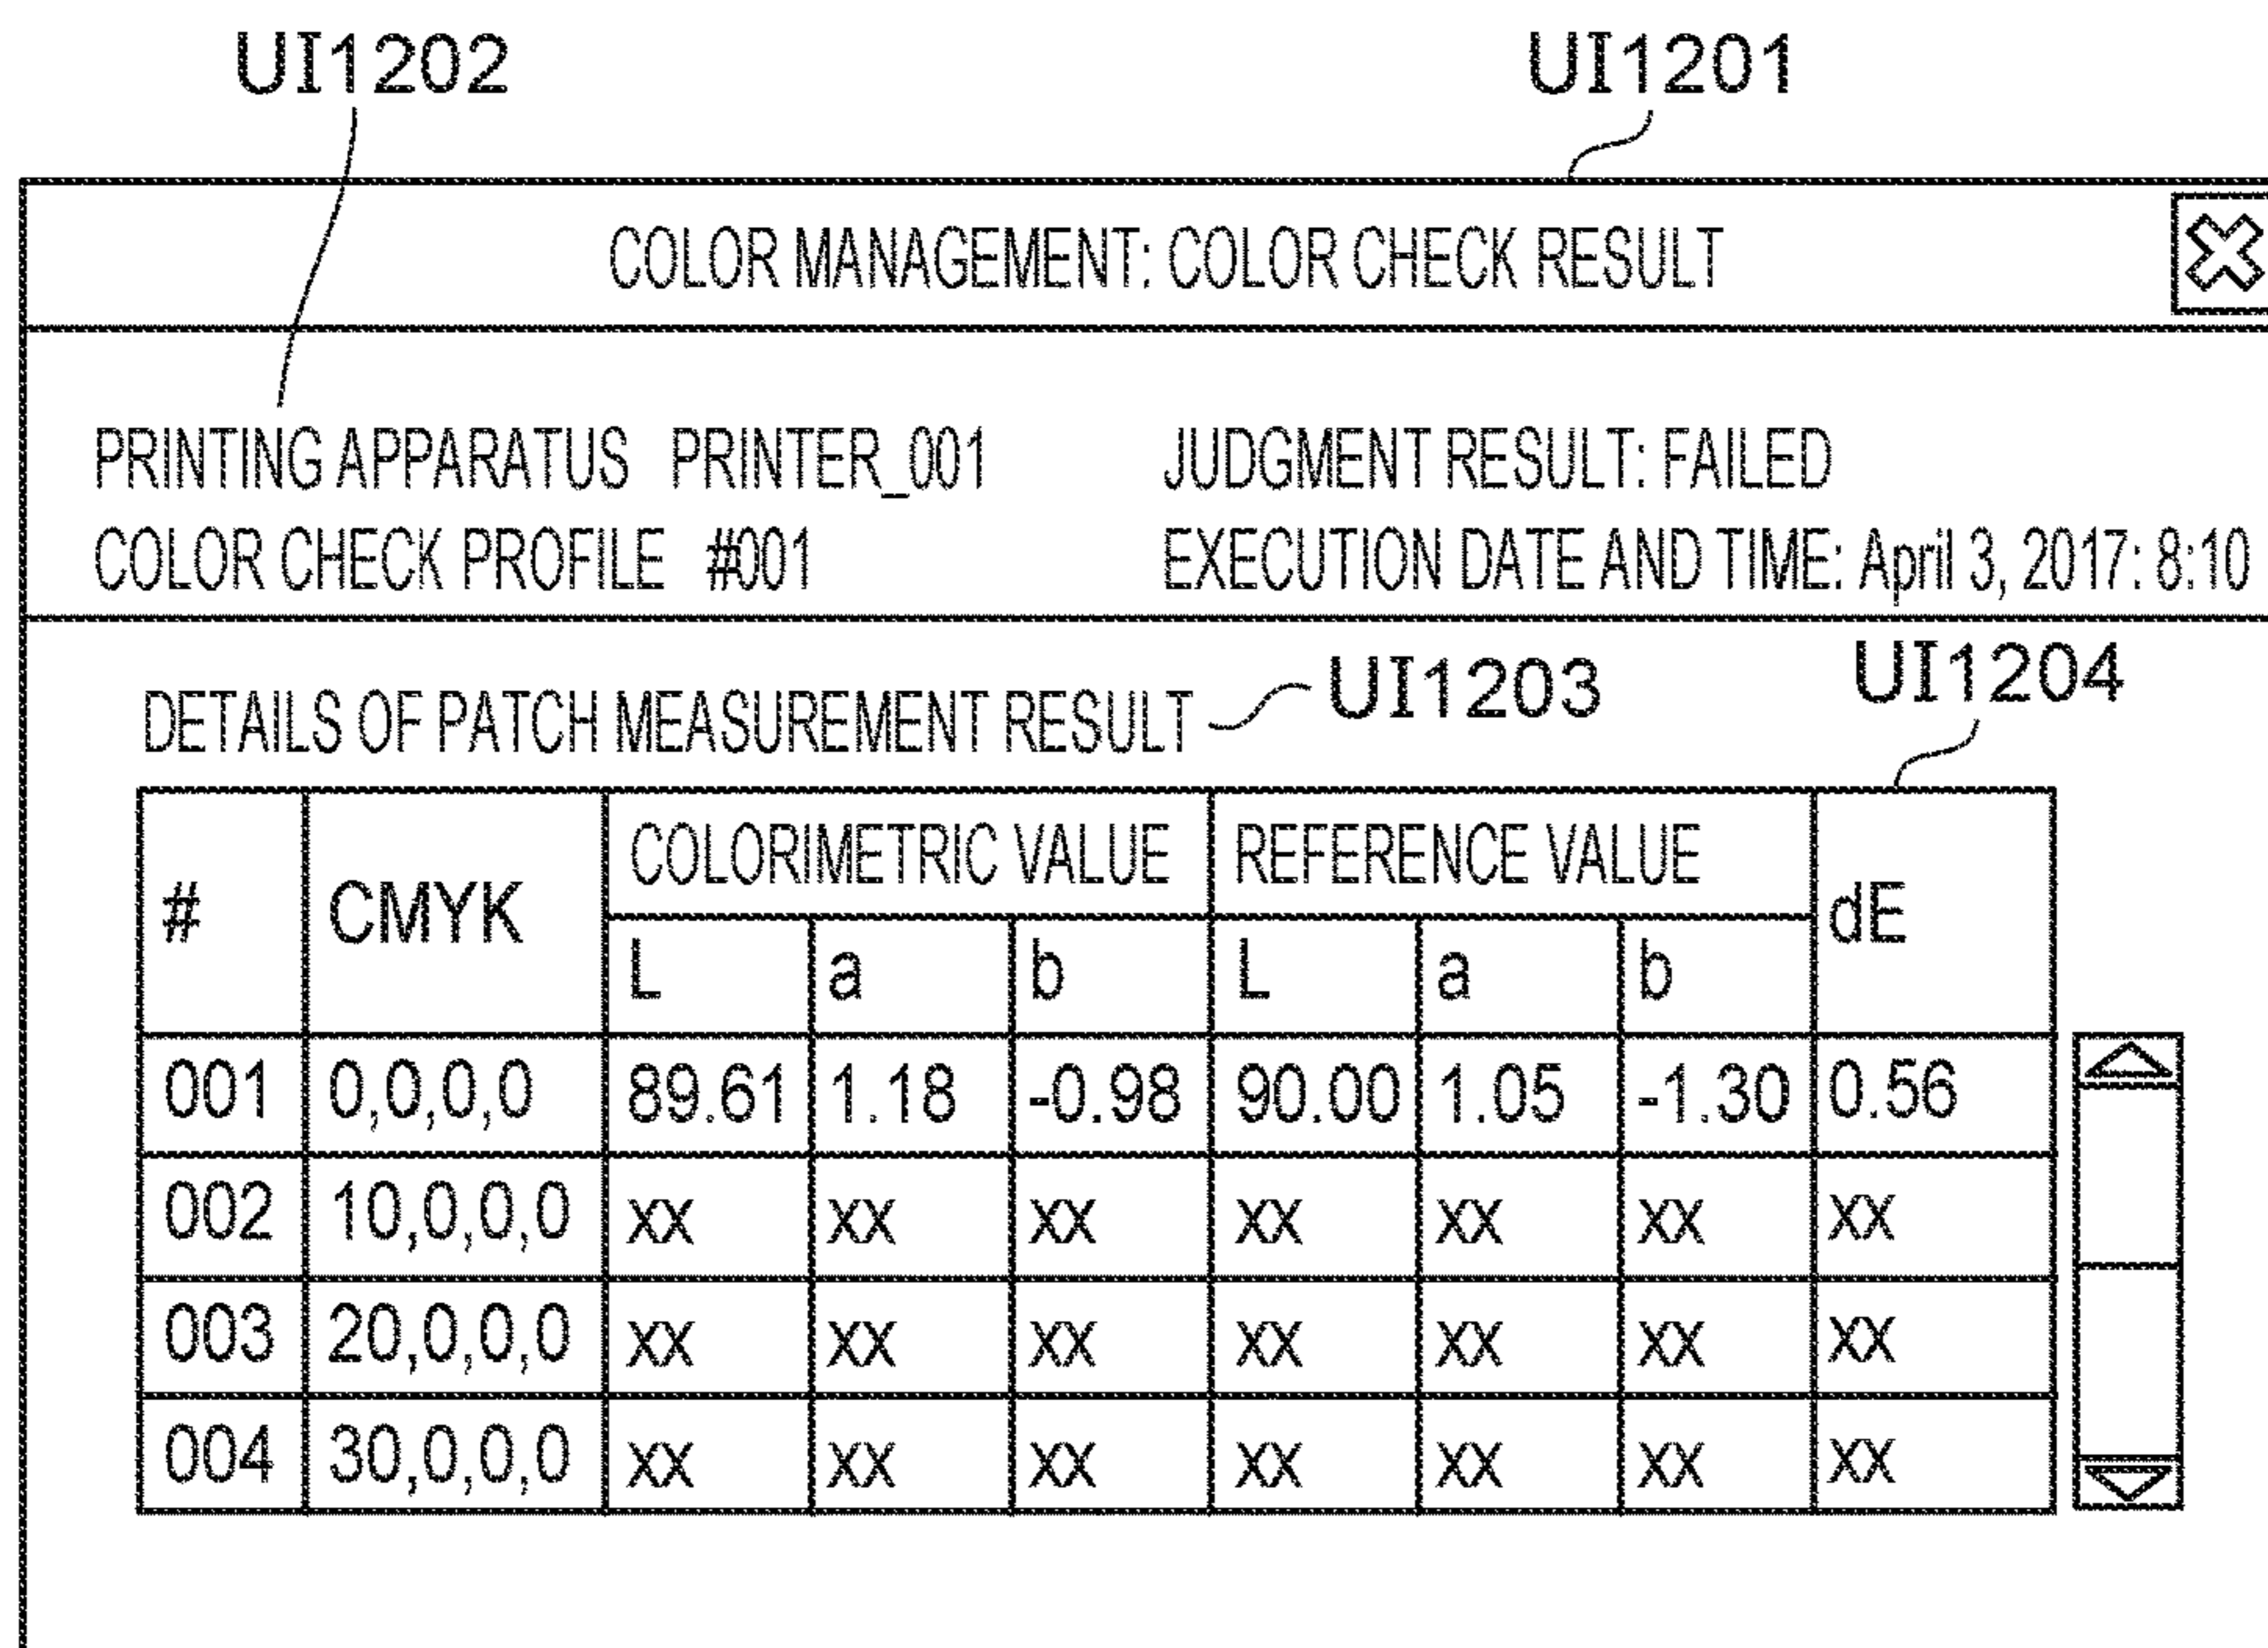 UI1202 UI1201
COLOR MANAGEMENT: COLOR CHECK RESULT
PRINTING APPARATUS PRINTER_001 JUDGMENT RESULT: FAILED
COLOR CHECK PROFILE #001 EXECUTION DATE AND TIME: April 3, 2017: 8:10
DETAILS OF PATCH MEASUREMENT RESULT UI1203 UI1204
# CMYK COLORIMETRIC VALUE REFERENCE VALUE dE
L a b L a b
001 0,0,0,0 89.61 1.18 -0.98 90.00 1.05 -1.30 0.56
002 10,0,0,0 xx xx xx xx xx xx xx
003 20,0,0,0 xx xx xx xx xx xx xx
004 30,0,0,0 xx xx xx xx xx xx xx